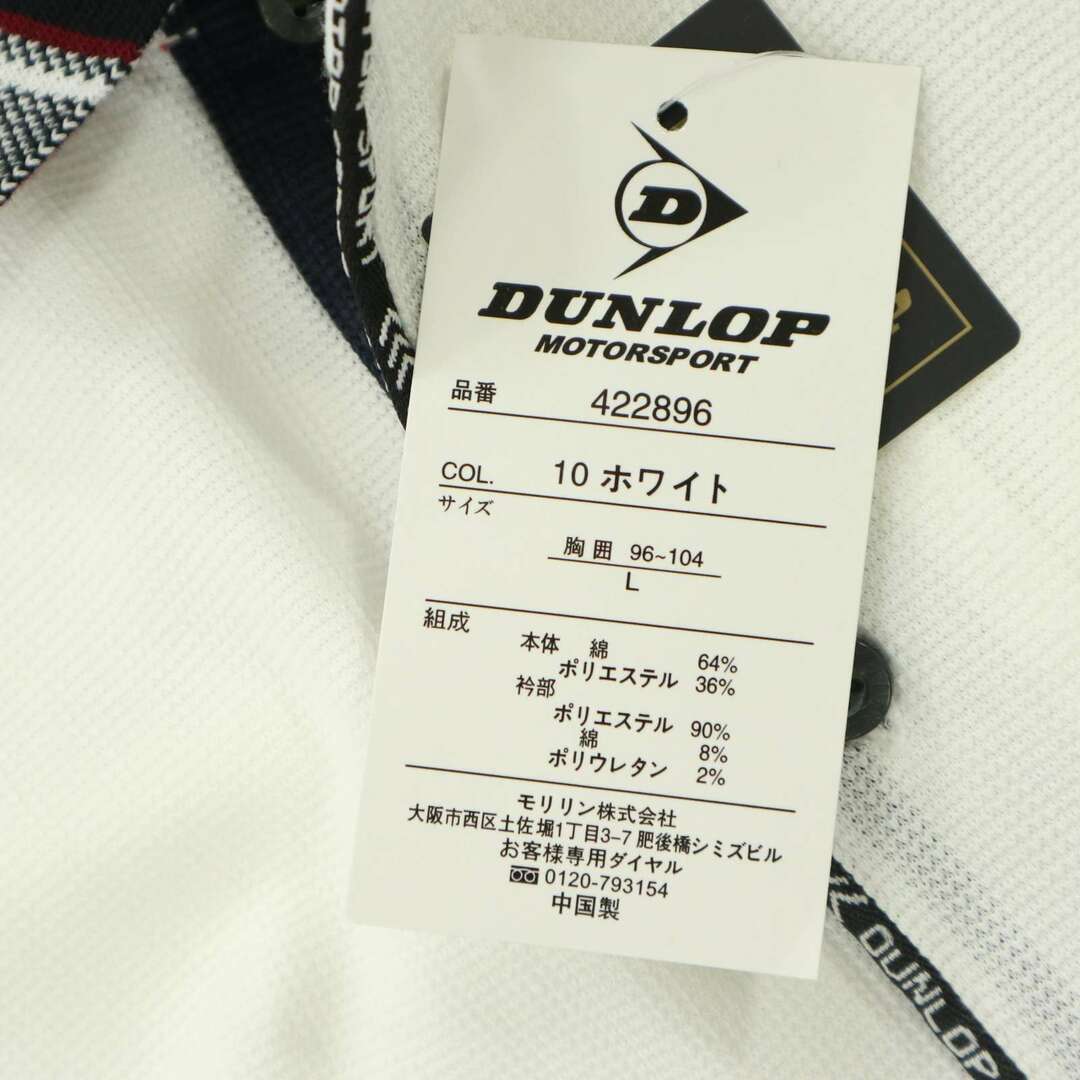 D
DUNLOP
MOTORSPORT
品番 422896
COL. 10 ホワイト
サイズ
胸囲 96~104
L
組成
本体 綿 64%
ポリエステル 36%
衿部
ポリエステル 90%
綿 8%
ポリウレタン 2%
モリリン株式会社
大阪市西区土佐堀1丁目3–7 肥後橋シミズビル
お客様専用ダイヤル
0120-793154
中国製
DUNLOP